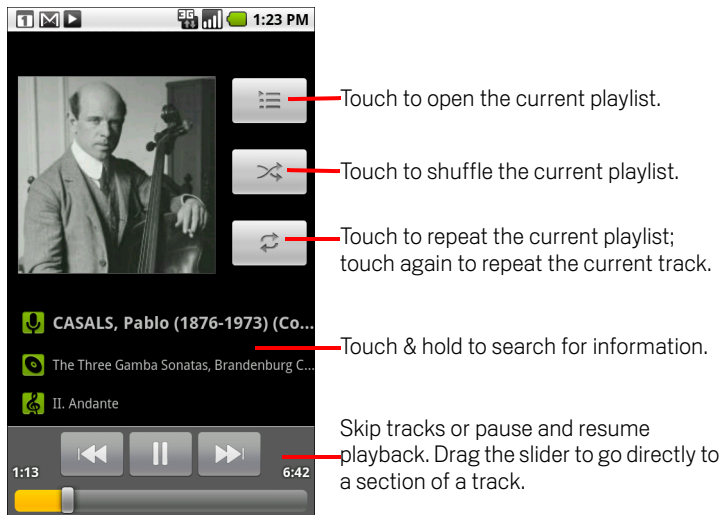 1 3G 1:23 PM
Touch to open the current playlist.
Touch to shuffle the current playlist.
Touch to repeat the current playlist;
touch again to repeat the current track.
CASALS, Pablo (1876-1973) (Co...
Touch & hold to search for information.
The Three Gamba Sonatas, Brandenburg C...
II. Andante
Skip tracks or pause and resume
playback. Drag the slider to go directly to
a section of a track.
1:13 6:42